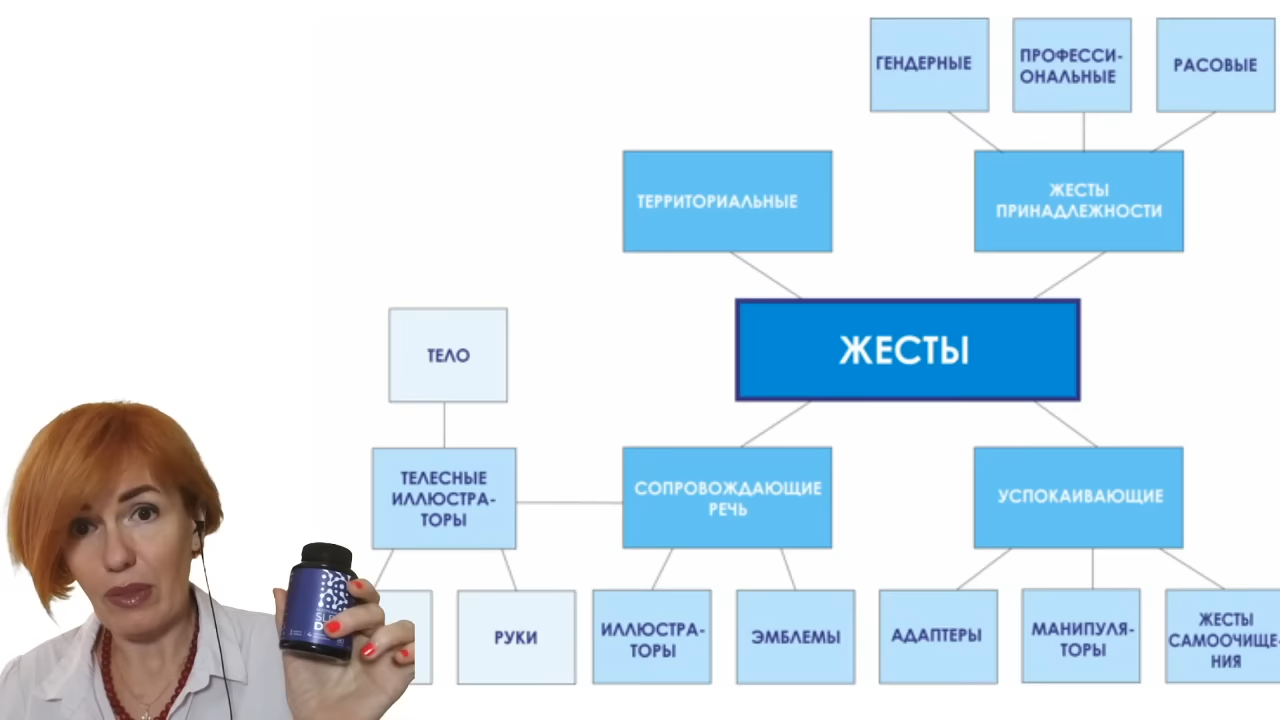 ГЕНДЕРНЫЕ
ПРОФЕССИ-
ОНАЛЬНЫЕ
РАСОВЫЕ
ТЕРРИТОРИАЛЬНЫЕ
ЖЕСТЫ
ПРИНАДЛЕЖНОСТИ
ЖЕСТЫ
ТЕЛО
ТЕЛЕСНЫЕ
ИЛЛЮСТРА-
ТОРЫ
СОПРОВОЖДАЮЩИЕ
РЕЧЬ
УСПОКАИВАЮЩИЕ
РУКИ
ИЛЛЮСТРА-
ТОРЫ
ЭМБЛЕМЫ
АДАПТЕРЫ
МАНИПУЛЯ-
ТОРЫ
ЖЕСТЫ
САМООЧИЩЕ-
НИЯ